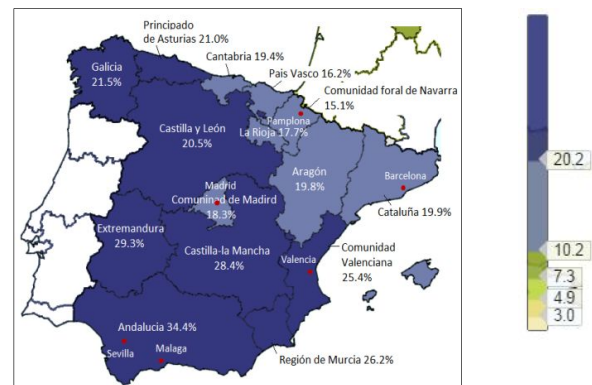 Principado
de Asturias 21.0%
Cantabria 19.4%
Pais Vasco 16.2%
Comunidad foral de Navarra
15.1%
Galicia
21.5%
Pamplona
La Rioja 17.7%
Castilla y León
20.5%
Aragón
19.8%
Barcelona
Cataluña 19.9%
Madrid
Comuninad de Madird
18.3%
Extremandura
29.3%
Castilla-la Mancha
28.4%
Valencia
Comunidad
Valenciana
25.4%
Andalucia 34.4%
Sevilla
Malaga
Región de Murcia 26.2%
20.2
10.2
7.3
4.9
3.0